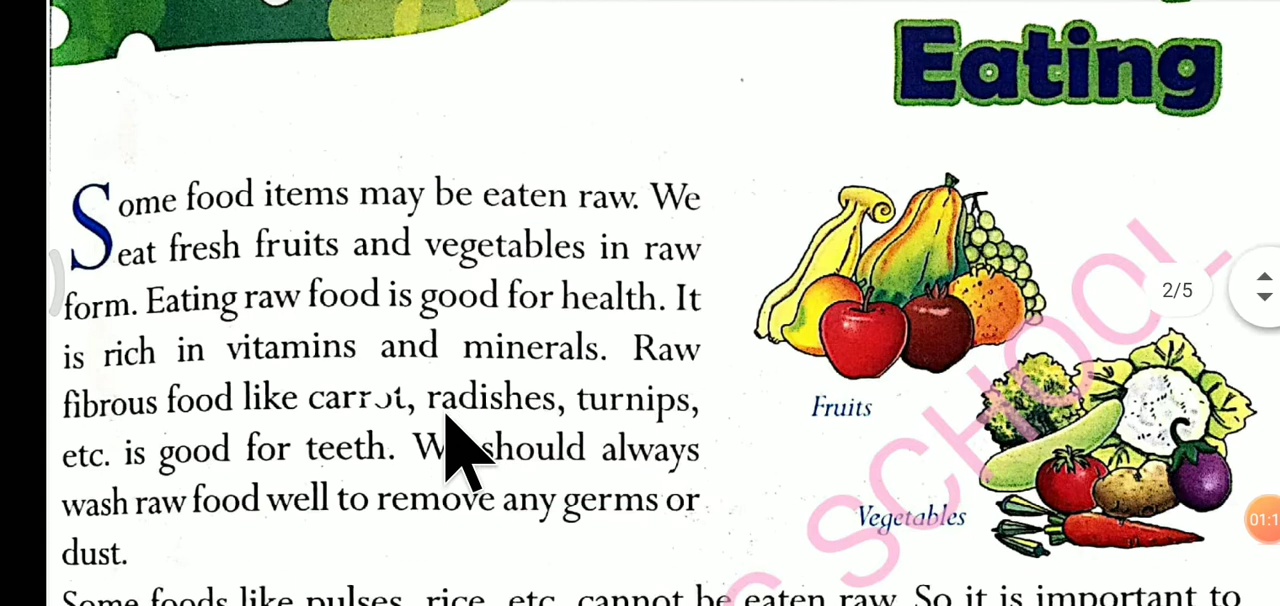 Eating
Some food items may be eaten raw. We
eat fresh fruits and vegetables in raw
form. Eating raw food is good for health. It
is rich in vitamins and minerals. Raw
fibrous food like carrot, radishes, turnips,
etc. is good for teeth. We should always
wash raw food well to remove any germs or
dust.
Some foods like pulses, rice, etc. cannot be eaten raw. So it is important to
Fruits
Vegetables
2/5
SCHOOL
01:1